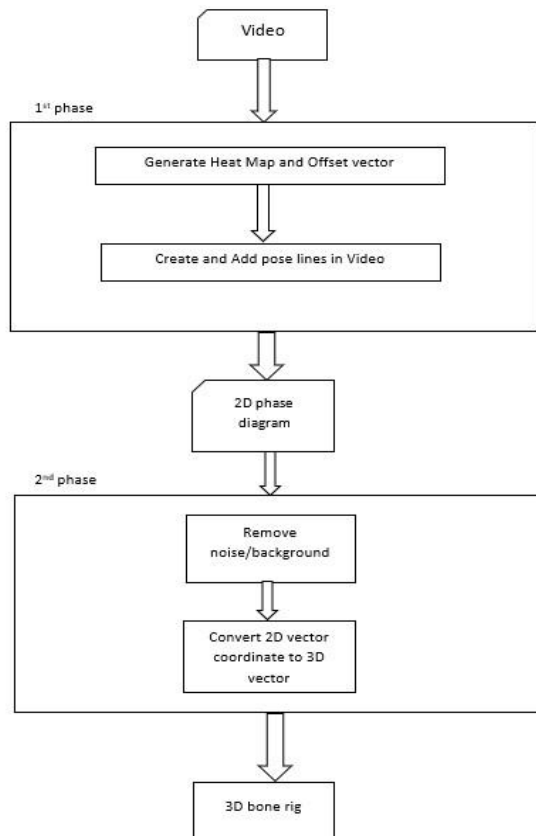 Video
1st phase
Generate Heat Map and Offset vector
Create and Add pose lines in Video
2D phase
diagram
2nd phase
Remove
noise/background
Convert 2D vector
coordinate to 3D
vector
3D bone rig